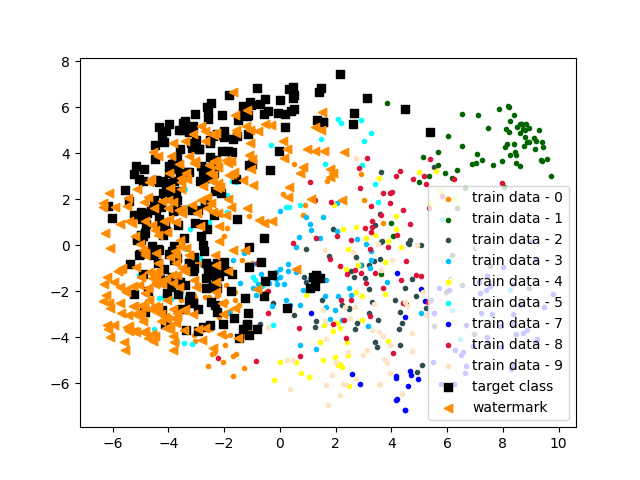 8
6
4
2
0
−2
−4
−6
−6
−4
−2
0
2
4
6
8
10
train data - 0
train data - 1
train data - 2
train data - 3
train data - 4
train data - 5
train data - 7
train data - 8
train data - 9
target class
watermark